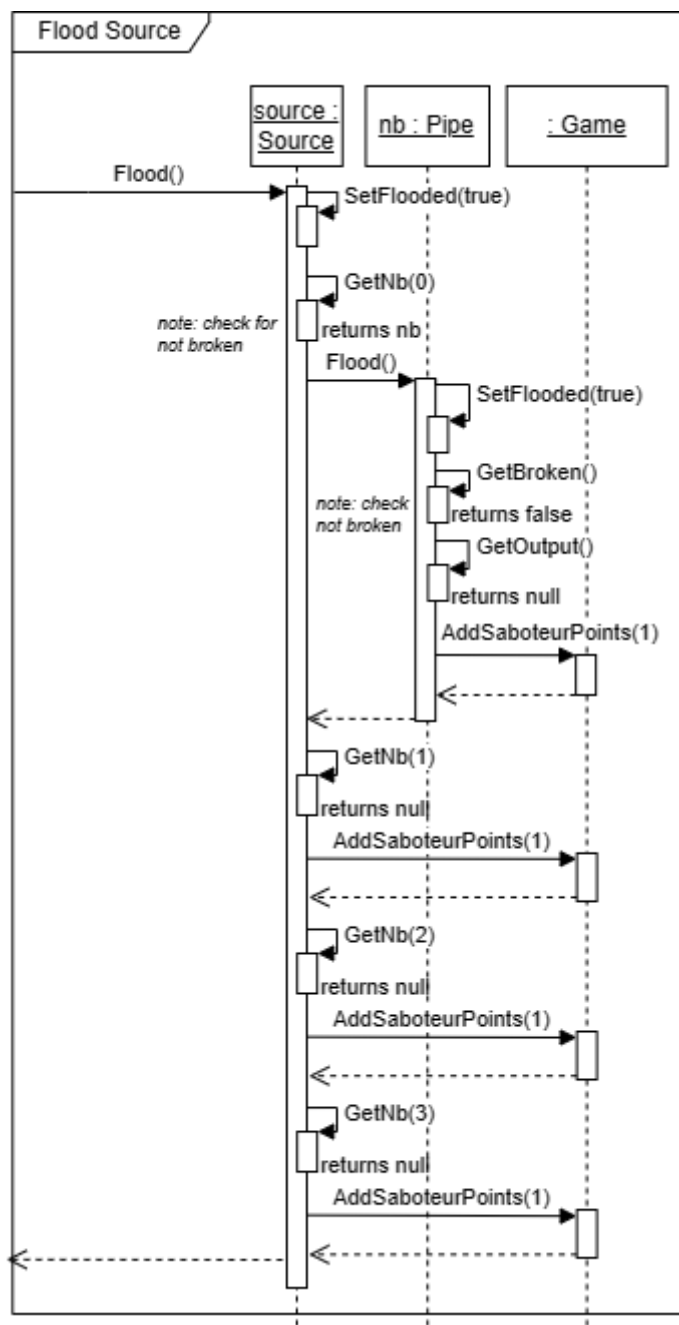 Flood Source
source :
Source
nb : Pipe
: Game
Flood()
SetFlooded(true)
GetNb(0)
note: check for
not broken
returns nb
Flood()
SetFlooded(true)
GetBroken()
note: check
not broken
returns false
GetOutput()
returns null
AddSaboteurPoints(1)
GetNb(1)
returns null
AddSaboteurPoints(1)
GetNb(2)
returns null
AddSaboteurPoints(1)
GetNb(3)
returns null
AddSaboteurPoints(1)